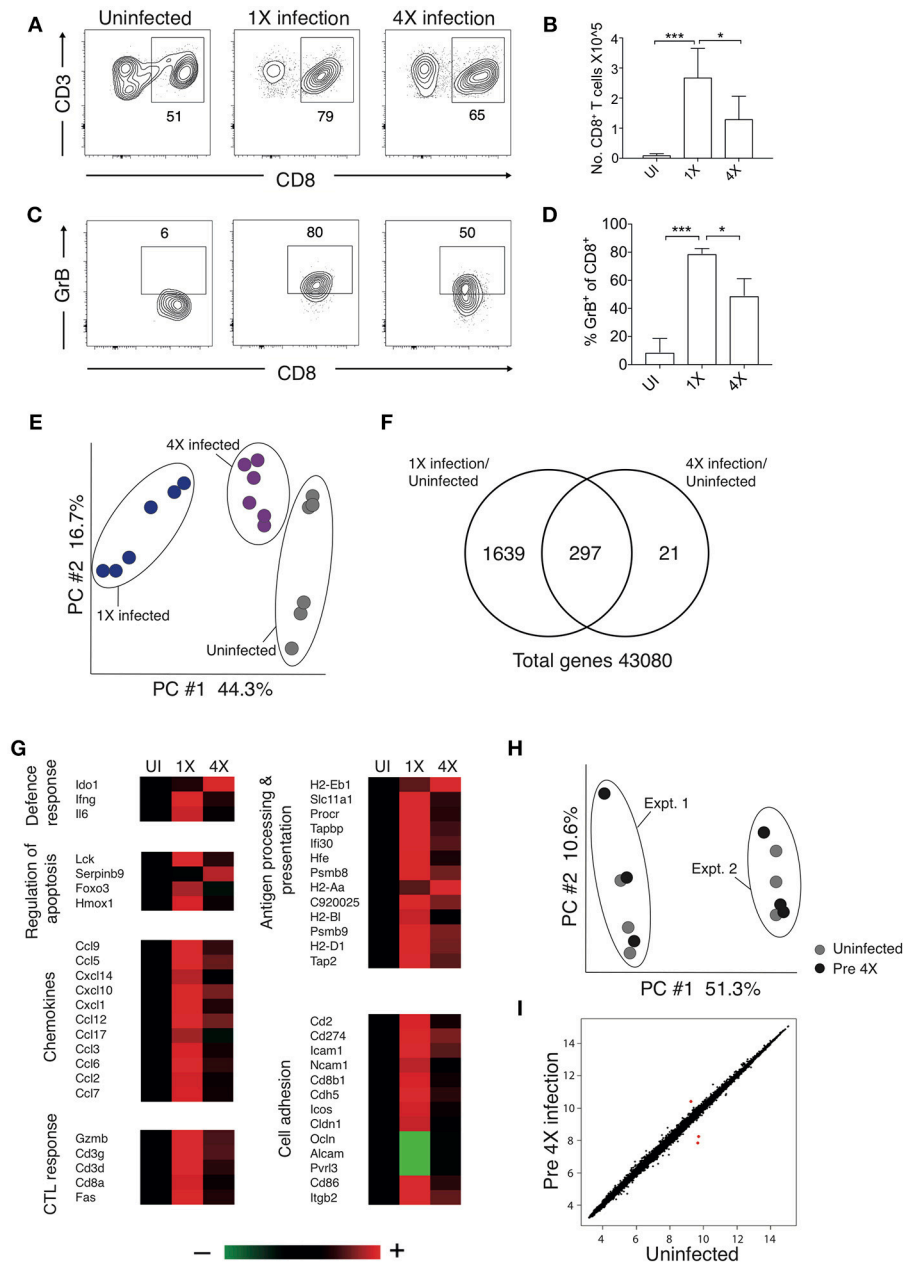 A
Uninfected
1X infection
4X infection
CD3
51
79
65
CD8
B
No. CD8+ T cells X10^5
4
3
2
1
0
***
*
UI
1X
4X
C
GrB
6
80
50
CD8
D
% GrB+ of CD8+
100
80
60
40
20
0
***
*
UI
1X
4X
E
4X infected
1X infected
Uninfected
PC #2 16.7%
PC #1 44.3%
F
1X infection/
Uninfected
4X infection/
Uninfected
1639
297
21
Total genes 43080
G
UI 1X 4X
Defence
response
Ido1
Ifng
Il6
Regulation of
apoptosis
Lck
Serpinb9
Foxo3
Hmox1
Chemokines
Ccl9
Ccl5
Cxcl14
Cxcl10
Cxcl1
Ccl12
Ccl17
Ccl3
Ccl6
Ccl2
Ccl7
CTL response
Gzmb
Cd3g
Cd3d
Cd8a
Fas
UI 1X 4X
Antigen processing &
presentation
H2-Eb1
Slc11a1
Procr
Tapbp
Ifi30
Hfe
Psmb8
H2-Aa
C920025
H2-Bl
Psmb9
H2-D1
Tap2
Cell adhesion
Cd2
Cd274
Icam1
Ncam1
Cd8b1
Cdh5
Icos
Cldn1
Ocln
Alcam
Pvrl3
Cd86
Itgb2
− +
H
Expt. 1
Expt. 2
PC #2 10.6%
PC #1 51.3%
Uninfected
Pre 4X
I
Pre 4X infection
14
12
10
8
6
4
4 6 8 10 12 14
Uninfected